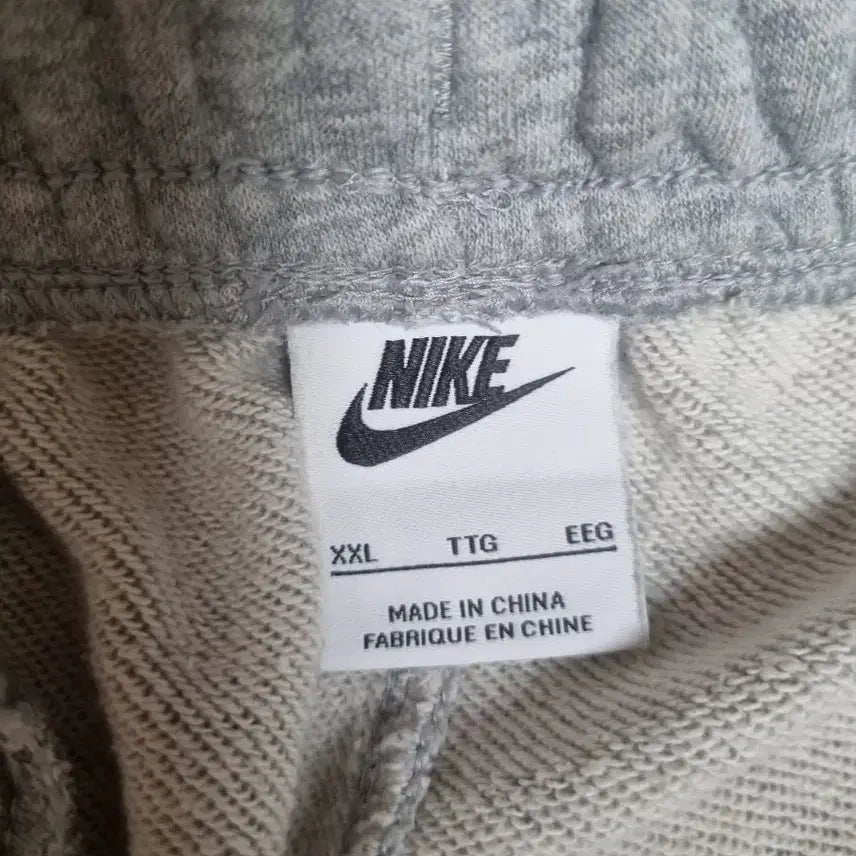 NIKE
XXL TTG EEG
MADE IN CHINA
FABRIQUE EN CHINE